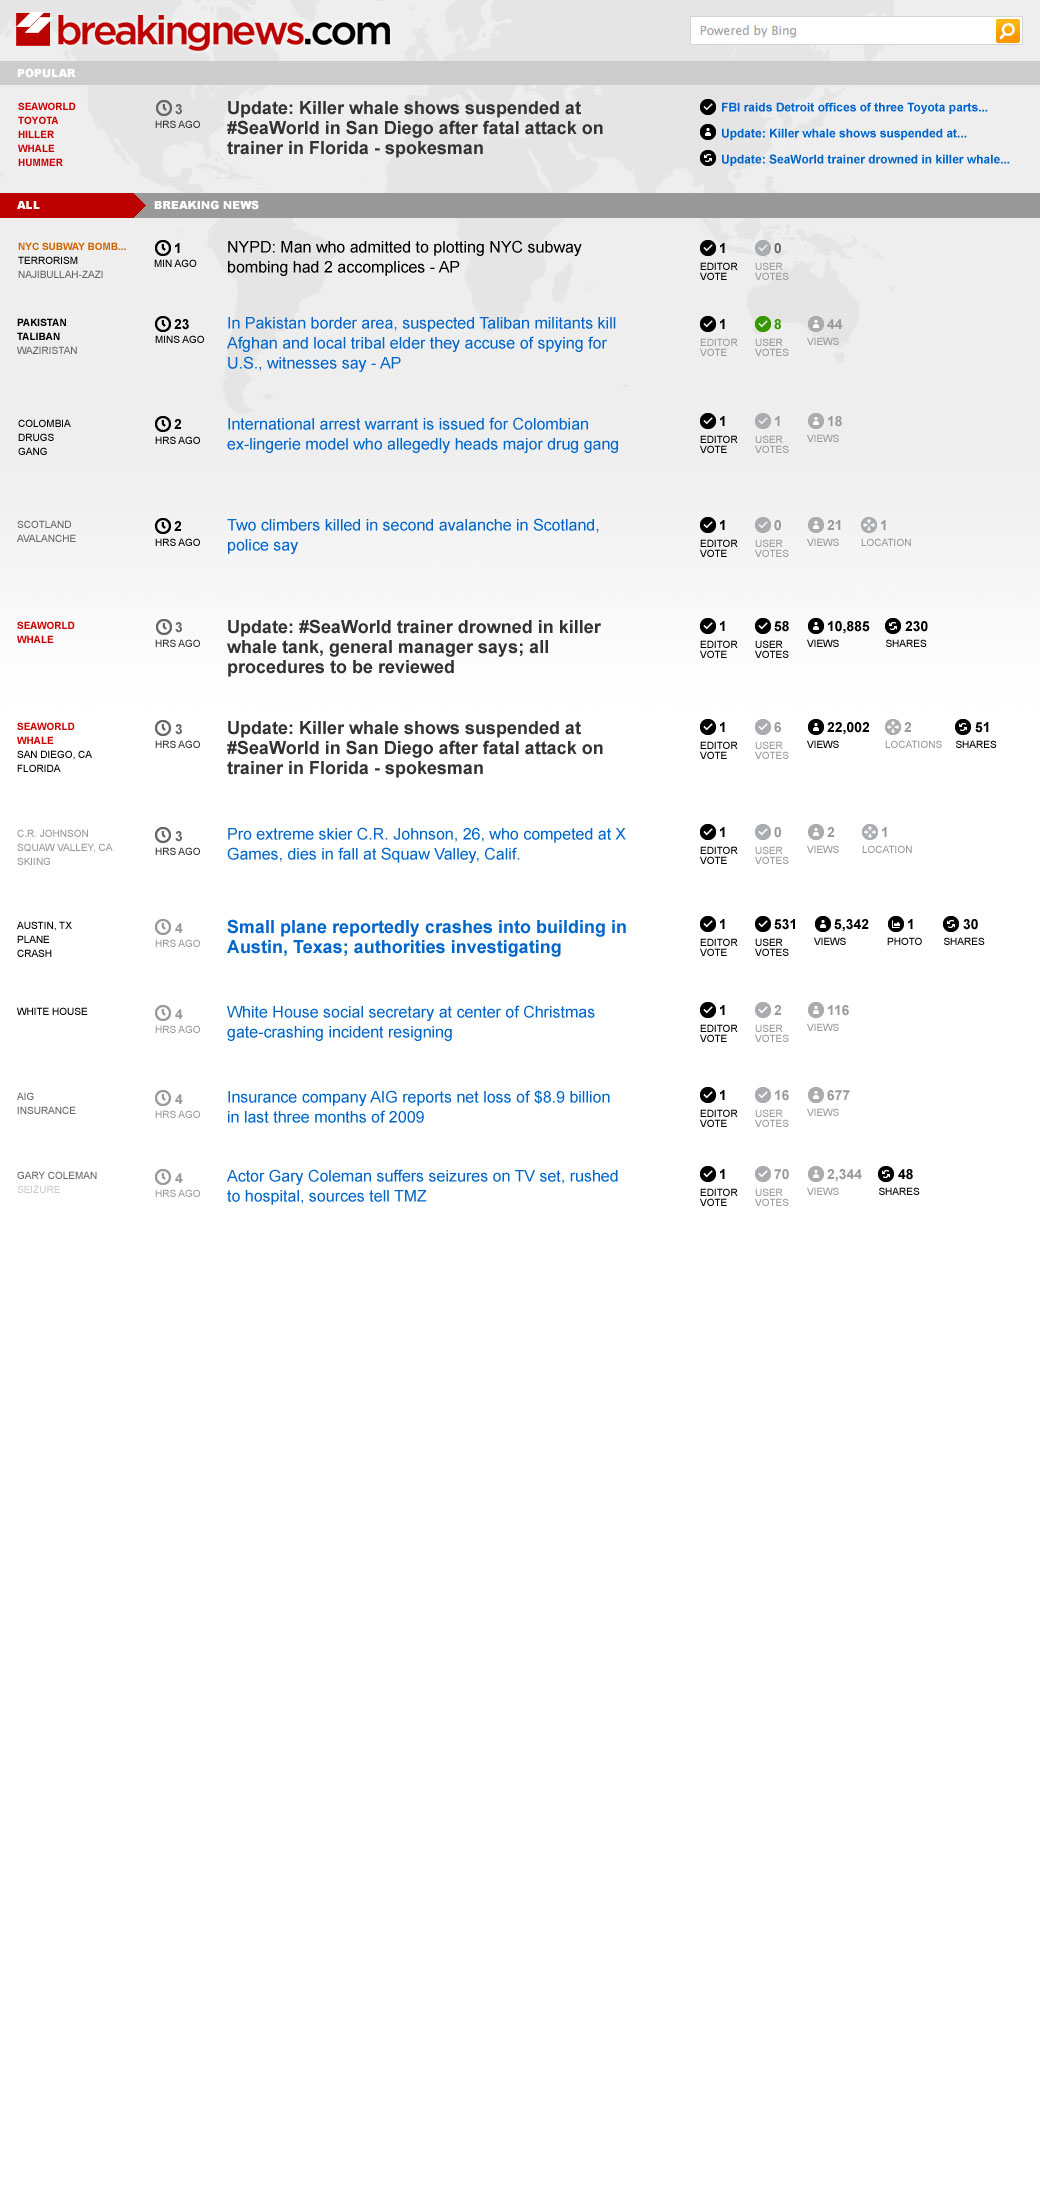 breakingnews.com
Powered by Bing
POPULAR
SEAWORLD
TOYOTA
HILLER
WHALE
HUMMER
3
HRS AGO
Update: Killer whale shows suspended at
#SeaWorld in San Diego after fatal attack on
trainer in Florida - spokesman
FBI raids Detroit offices of three Toyota parts...
Update: Killer whale shows suspended at...
Update: SeaWorld trainer drowned in killer whale...
ALL
BREAKING NEWS
NYC SUBWAY BOMB...
TERRORISM
NAJIBULLAH-ZAZI
1
MIN AGO
NYPD: Man who admitted to plotting NYC subway
bombing had 2 accomplices - AP
1 0
EDITOR USER
VOTE VOTES
PAKISTAN
TALIBAN
WAZIRISTAN
23
MINS AGO
In Pakistan border area, suspected Taliban militants kill
Afghan and local tribal elder they accuse of spying for
U.S., witnesses say - AP
1 8 44
EDITOR USER VIEWS
VOTE VOTES
COLOMBIA
DRUGS
GANG
2
HRS AGO
International arrest warrant is issued for Colombian
ex-lingerie model who allegedly heads major drug gang
1 1 18
EDITOR USER VIEWS
VOTE VOTES
SCOTLAND
AVALANCHE
2
HRS AGO
Two climbers killed in second avalanche in Scotland,
police say
1 0 21 1
EDITOR USER VIEWS LOCATION
VOTE VOTES
SEAWORLD
WHALE
3
HRS AGO
Update: #SeaWorld trainer drowned in killer
whale tank, general manager says; all
procedures to be reviewed
1 58 10,885 230
EDITOR USER VIEWS SHARES
VOTE VOTES
SEAWORLD
WHALE
SAN DIEGO, CA
FLORIDA
3
HRS AGO
Update: Killer whale shows suspended at
#SeaWorld in San Diego after fatal attack on
trainer in Florida - spokesman
1 6 22,002 2 51
EDITOR USER VIEWS LOCATIONS SHARES
VOTE VOTES
C.R. JOHNSON
SQUAW VALLEY, CA
SKIING
3
HRS AGO
Pro extreme skier C.R. Johnson, 26, who competed at X
Games, dies in fall at Squaw Valley, Calif.
1 0 2 1
EDITOR USER VIEWS LOCATION
VOTE VOTES
AUSTIN, TX
PLANE
CRASH
4
HRS AGO
Small plane reportedly crashes into building in
Austin, Texas; authorities investigating
1 531 5,342 1 30
EDITOR USER VIEWS PHOTO SHARES
VOTE VOTES
WHITE HOUSE
4
HRS AGO
White House social secretary at center of Christmas
gate-crashing incident resigning
1 2 116
EDITOR USER VIEWS
VOTE VOTES
AIG
INSURANCE
4
HRS AGO
Insurance company AIG reports net loss of $8.9 billion
in last three months of 2009
1 16 677
EDITOR USER VIEWS
VOTE VOTES
GARY COLEMAN
SEIZURE
4
HRS AGO
Actor Gary Coleman suffers seizures on TV set, rushed
to hospital, sources tell TMZ
1 70 2,344 48
EDITOR USER VIEWS SHARES
VOTE VOTES